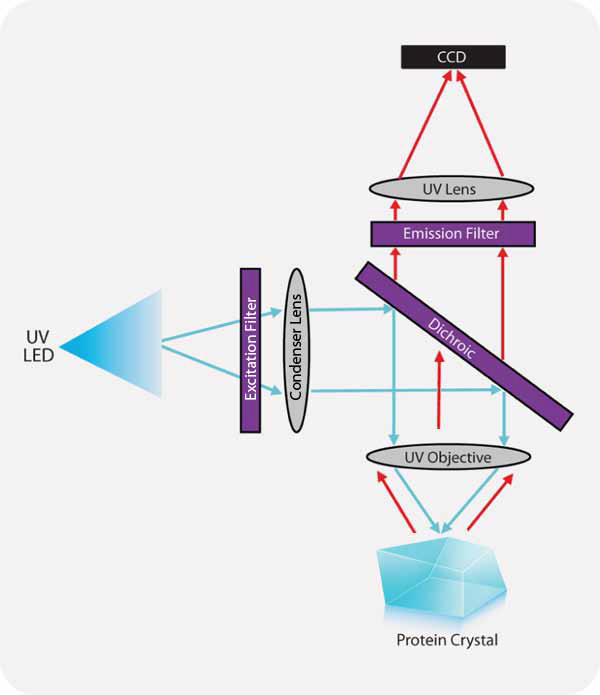 CCD
UV Lens
Emission Filter
Dichroic
UV
LED
Excitation Filter
Condenser Lens
UV Objective
Protein Crystal